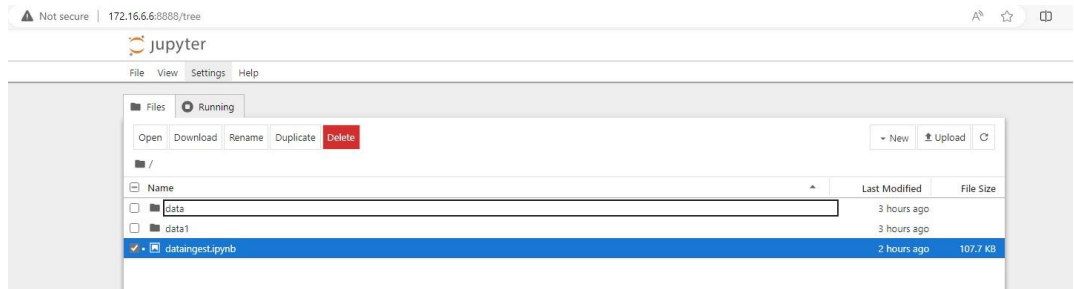 Not secure 172.16.6.6:8888/tree
jupyter
File View Settings Help
Files Running
Open Download Rename Duplicate Delete New Upload
/
Name Last Modified File Size
data 3 hours ago
data1 3 hours ago
dataingest.ipynb 2 hours ago 107.7 KB